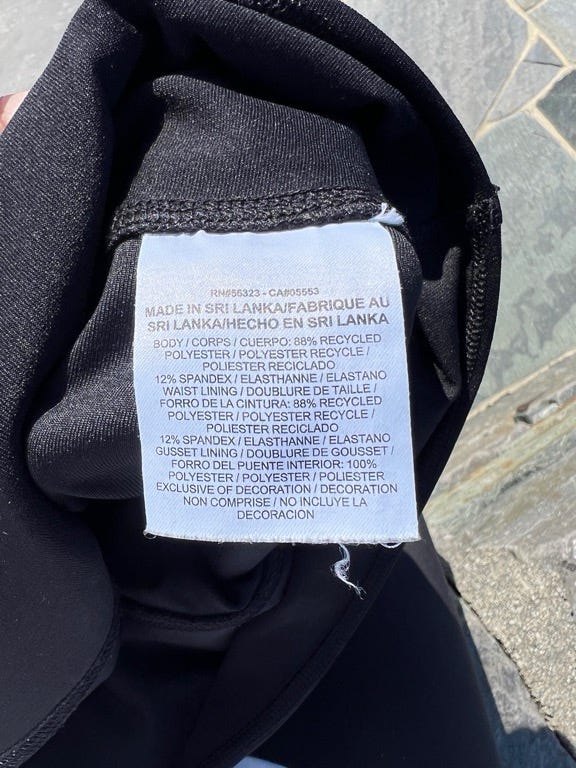 RN#56323 - CA#05553
MADE IN SRI LANKA/FABRIQUE AU
SRI LANKA/HECHO EN SRI LANKA
BODY / CORPS / CUERPO: 88% RECYCLED
POLYESTER / POLYESTER RECYCLE /
POLIESTER RECICLADO
12% SPANDEX / ELASTHANNE / ELASTANO
WAIST LINING / DOUBLURE DE TAILLE /
FORRO DE LA CINTURA: 88% RECYCLED
POLYESTER / POLYESTER RECYCLE /
POLIESTER RECICLADO
12% SPANDEX / ELASTHANNE / ELASTANO
GUSSET LINING / DOUBLURE DE GOUSSET /
FORRO DEL PUENTE INTERIOR: 100%
POLYESTER / POLYESTER / POLIESTER
EXCLUSIVE OF DECORATION / DECORATION
NON COMPRISE / NO INCLUYE LA
DECORACION